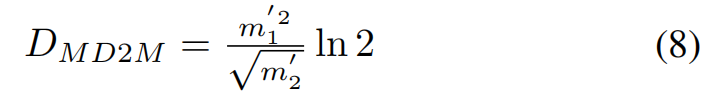 $D_{MD2M} = \frac{m_1^{'2}}{\sqrt{m_2^{'}}} \ln 2$ (8)